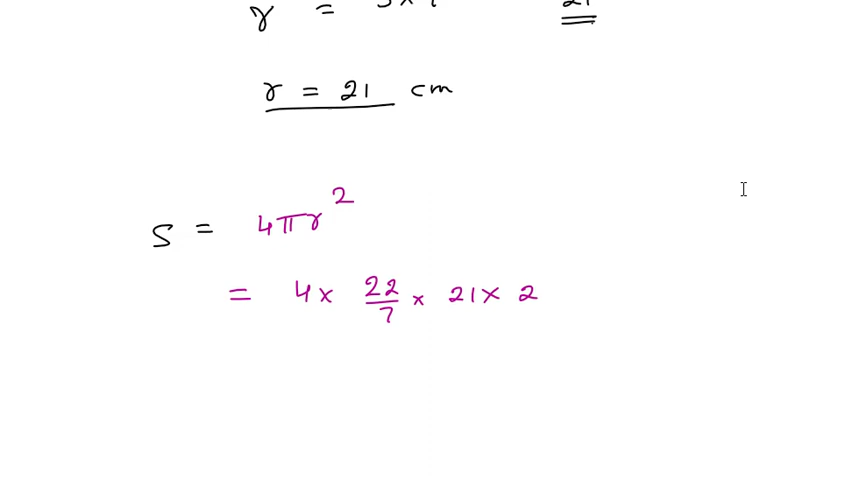 r =
r = 21 cm
S = 4πr²
= 4 × 22/7 × 21 × 2